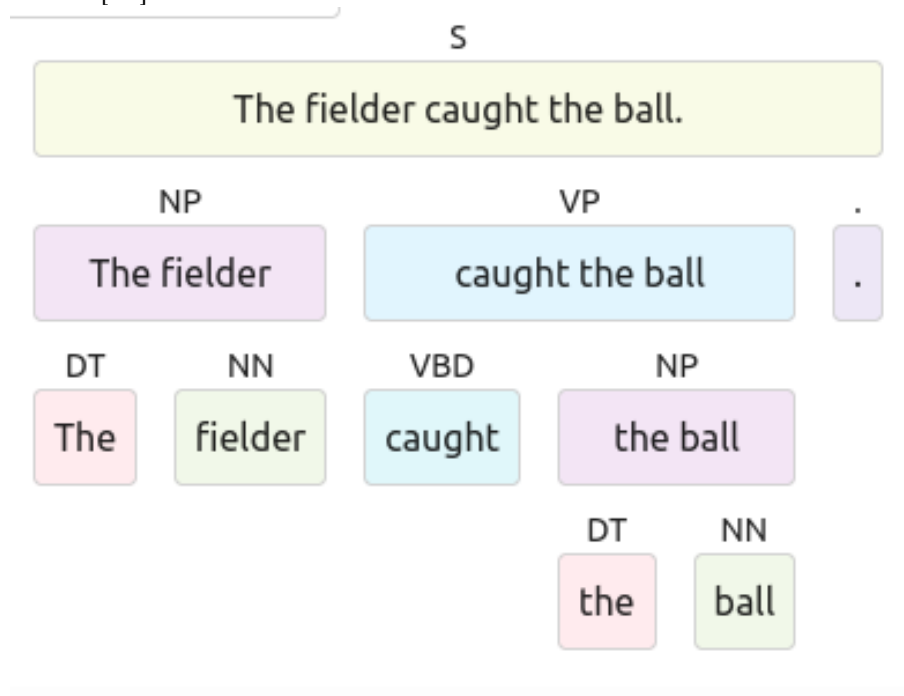 S
The fielder caught the ball.
NP VP .
The fielder caught the ball .
DT NN VBD NP
The fielder caught the ball
DT NN
the ball